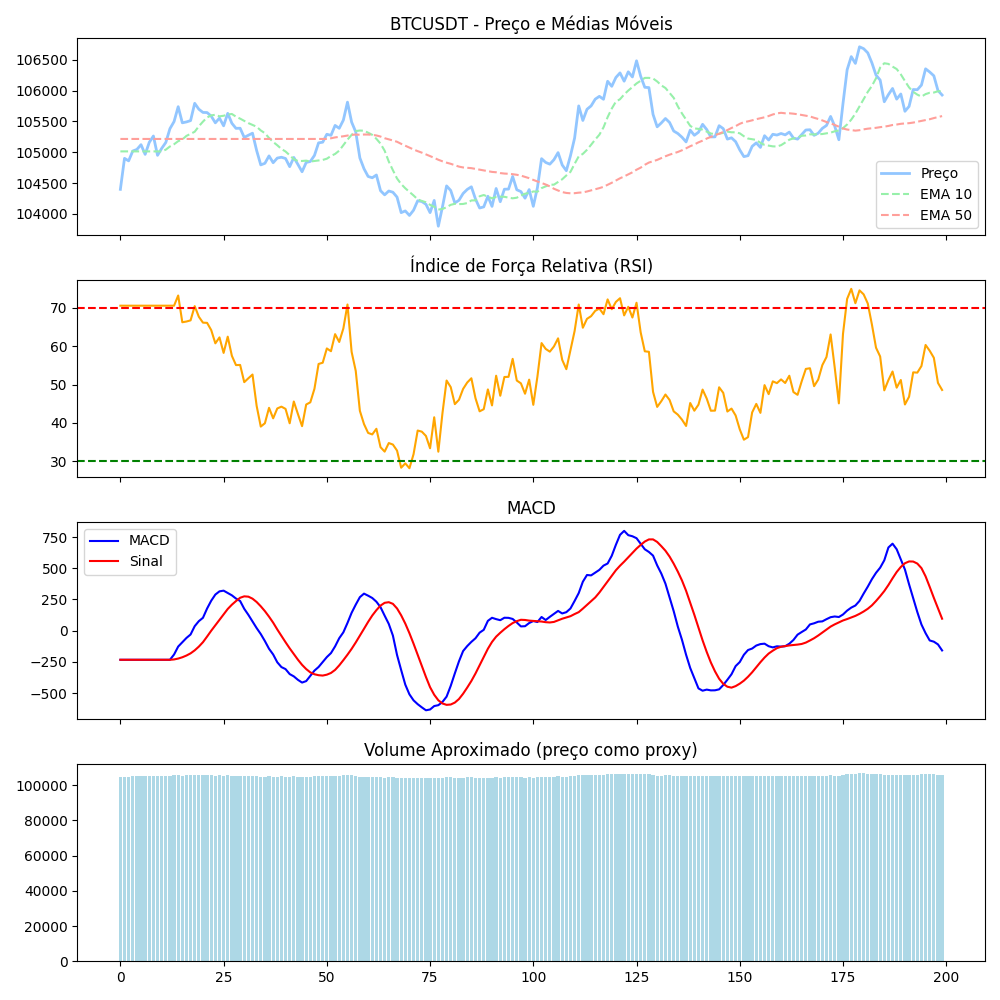 BTCUSDT - Preço e Médias Móveis
106500
106000
105500
105000
104500
104000
Preço
EMA 10
EMA 50
Índice de Força Relativa (RSI)
70
60
50
40
30
MACD
750
500
250
0
−250
−500
MACD
Sinal
Volume Aproximado (preço como proxy)
100000
80000
60000
40000
20000
0
0 25 50 75 100 125 150 175 200